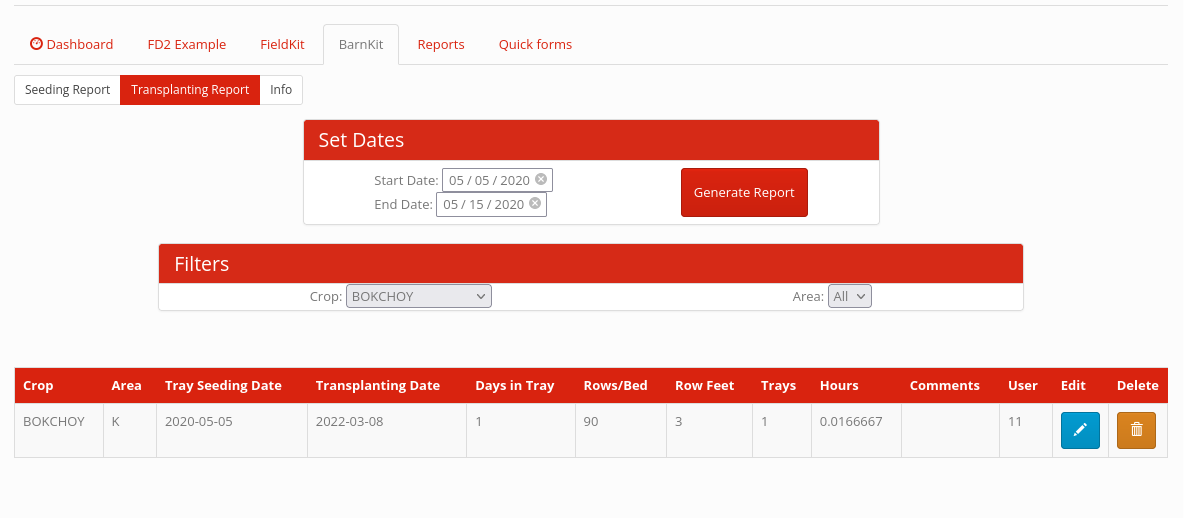 Dashboard FD2 Example FieldKit BarnKit Reports Quick forms
Seeding Report Transplanting Report Info
Set Dates
Start Date: 05 / 05 / 2020
End Date: 05 / 15 / 2020
Generate Report
Filters
Crop: BOKCHOY Area: All
Crop Area Tray Seeding Date Transplanting Date Days in Tray Rows/Bed Row Feet Trays Hours Comments User Edit Delete
BOKCHOY K 2020-05-05 2022-03-08 1 90 3 1 0.0166667 11